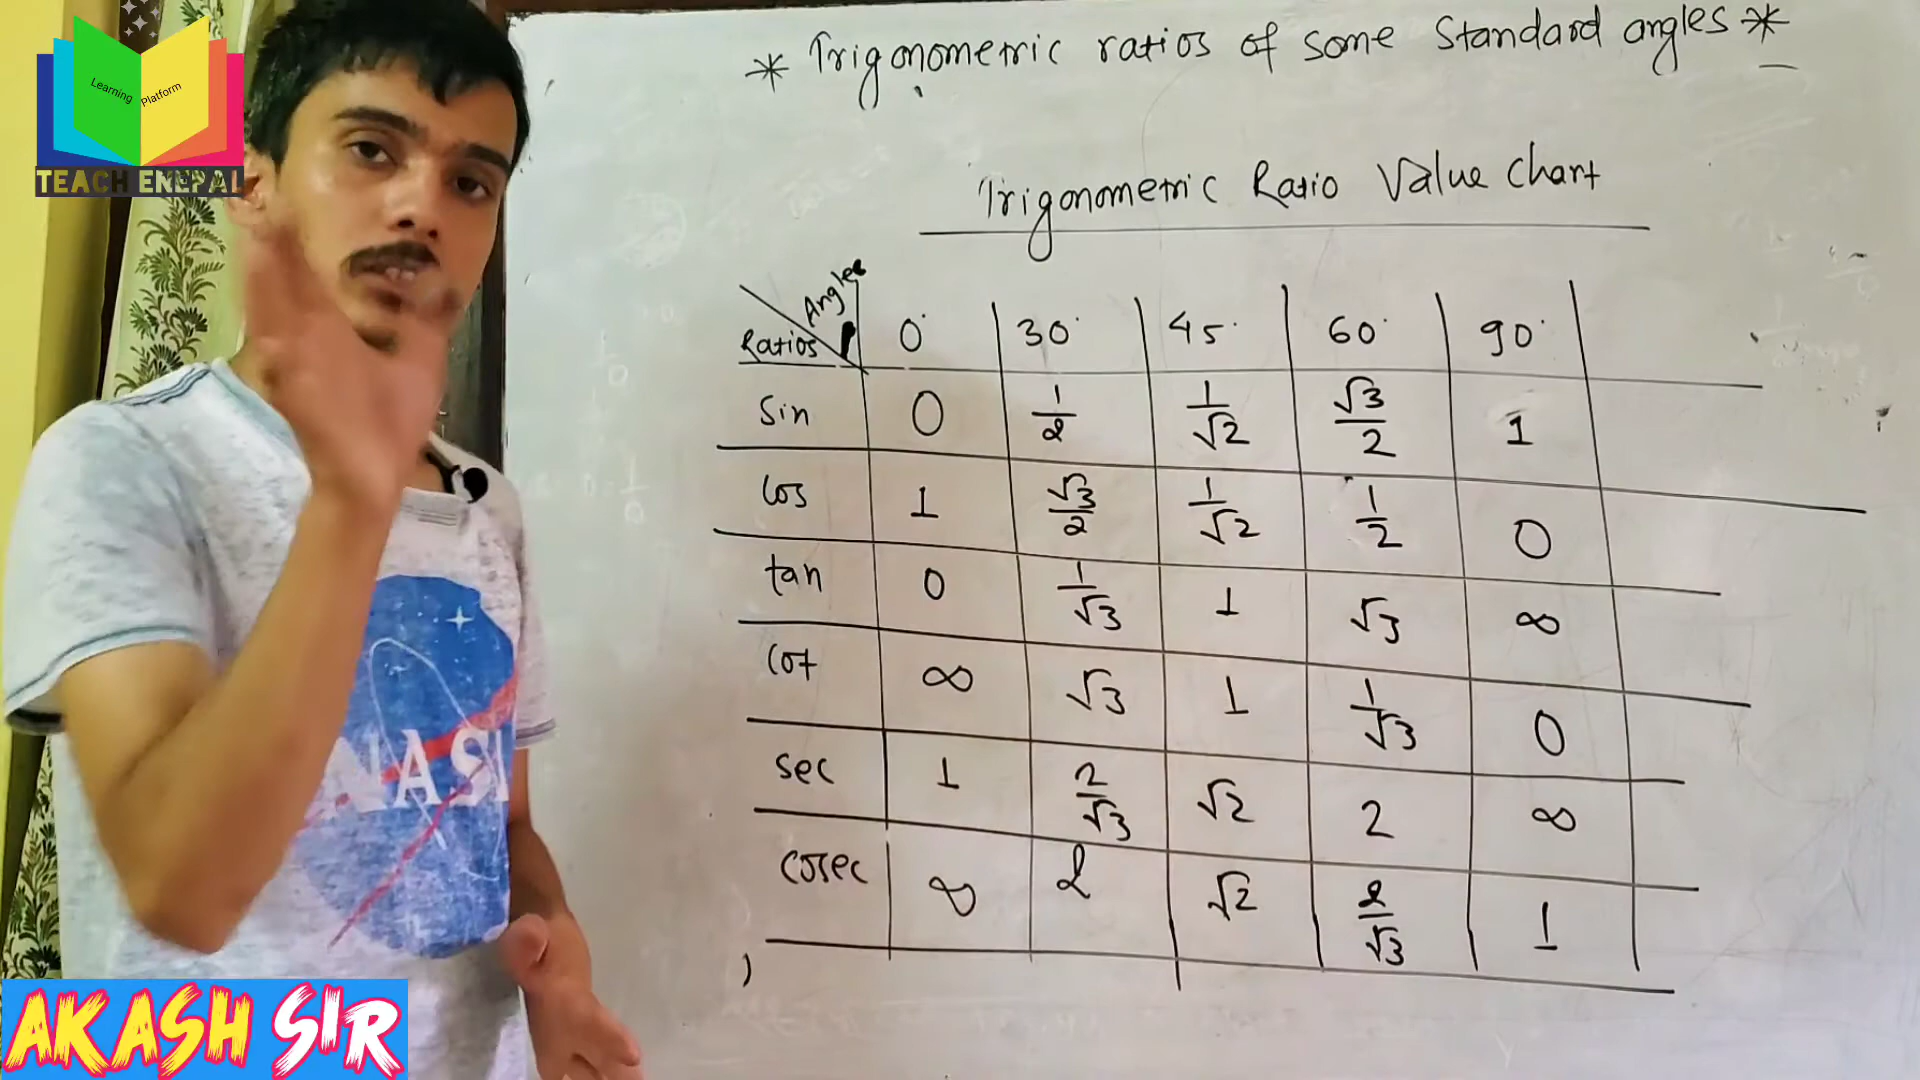 Learning Platform
TEACH ENEPAL
* Trigonometric ratios of some Standard angles *
Trigonometric Ratio Value Chart
Ratios Angles 0° 30° 45° 60° 90°
Sin 0 1/2 1/√2 √3/2 1
Cos 1 √3/2 1/√2 1/2 0
tan 0 1/√3 1 √3 ∞
Cot ∞ √3 1 1/√3 0
Sec 1 2/√3 √2 2 ∞
Cosec ∞ 2 √2 2/√3 1
NASA
AKASH SIR